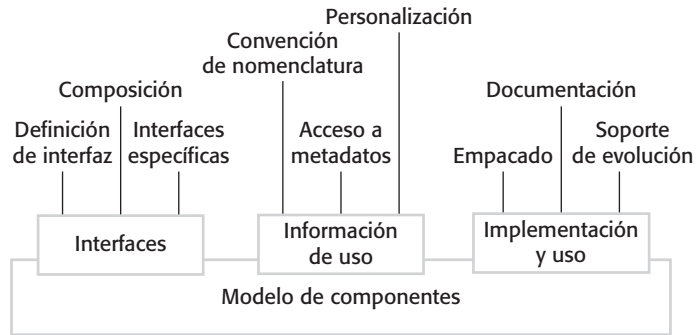 Personalización
Convención
de nomenclatura
Composición
Documentación
Definición
de interfaz
Interfaces
específicas
Acceso a
metadatos
Empacado
Soporte
de evolución
Interfaces
Información
de uso
Implementación
y uso
Modelo de componentes